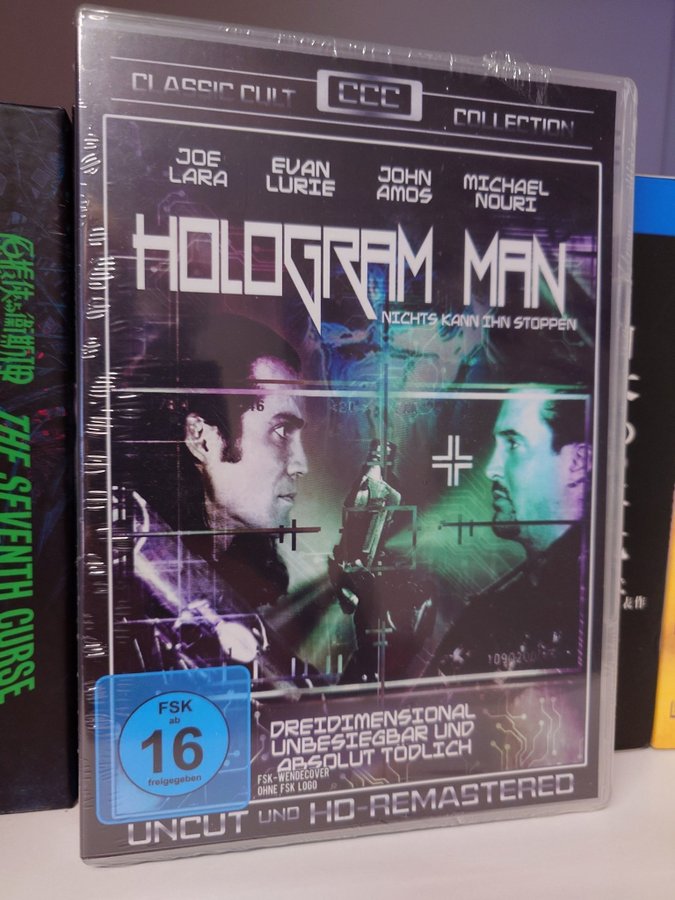 CLASSIC CULT CCC COLLECTION
JOE LARA
EVAN LURIE
JOHN AMOS
MICHAEL NOURI
HOLOGRAM MAN
NICHTS KANN IHN STOPPEN
DREIDIMENSIONAL
UNBESIEGBAR UND
ABSOLUT TÖDLICH
FSK
ab
16
freigegeben
FSK-WENDECOVER
OHNE FSK LOGO
UNCUT UND HD-REMASTERED
THE SEVENTH CURSE
表作